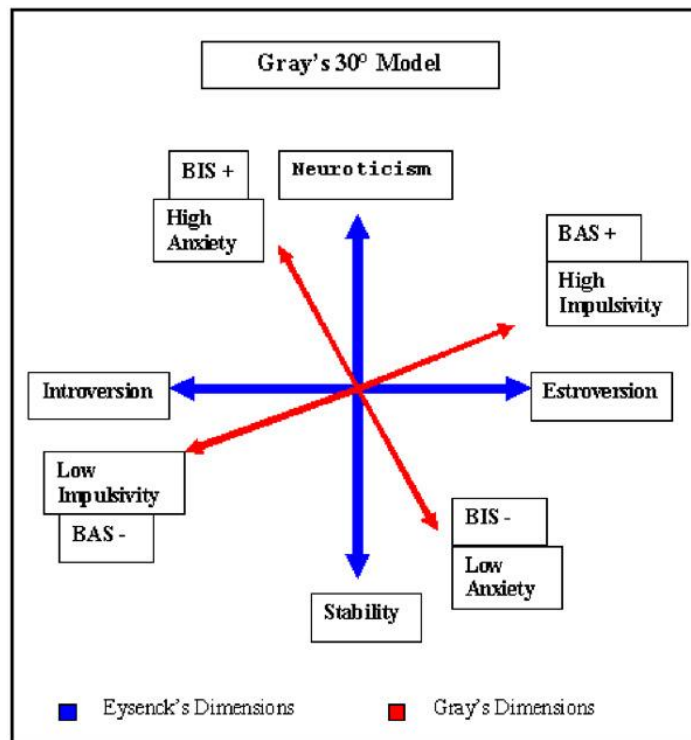 Gray's 30° Model
BIS +
Neuroticism
High
Anxiety
BAS +
High
Impulsivity
Introversion
Estroversion
Low
Impulsivity
BAS -
BIS -
Low
Anxiety
Stability
Eysenck's Dimensions
Gray's Dimensions